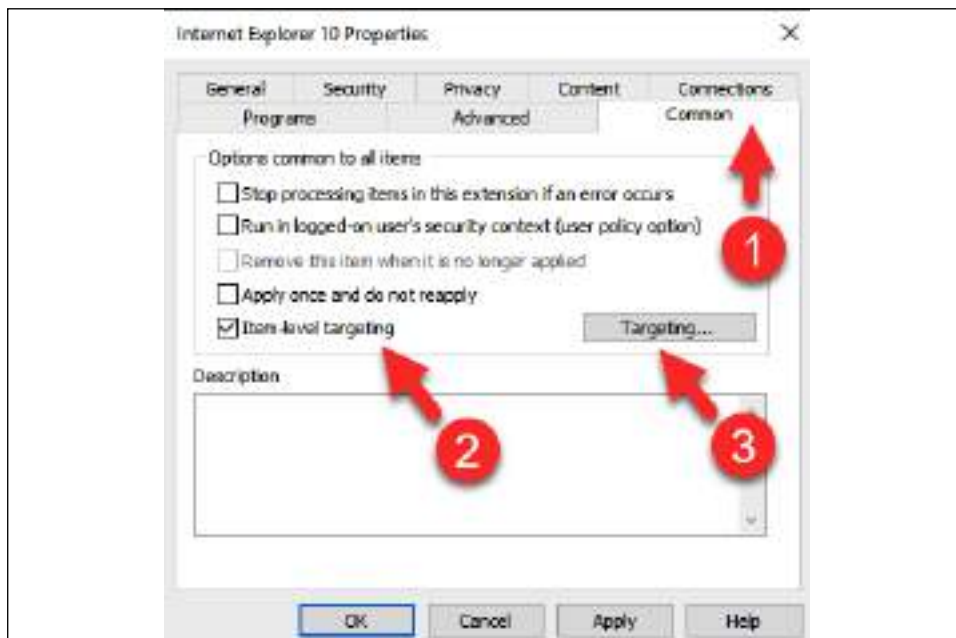 Internet Explorer 10 Properties
General Security Privacy Content Connections
Programs Advanced Common
Options common to all items
Stop processing items in this extension if an error occurs
Run in logged-on user's security context (user policy option)
1
Remove this item when it is no longer applied
Apply once and do not reapply
Item-level targeting Targeting...
Description
2 3
OK Cancel Apply Help